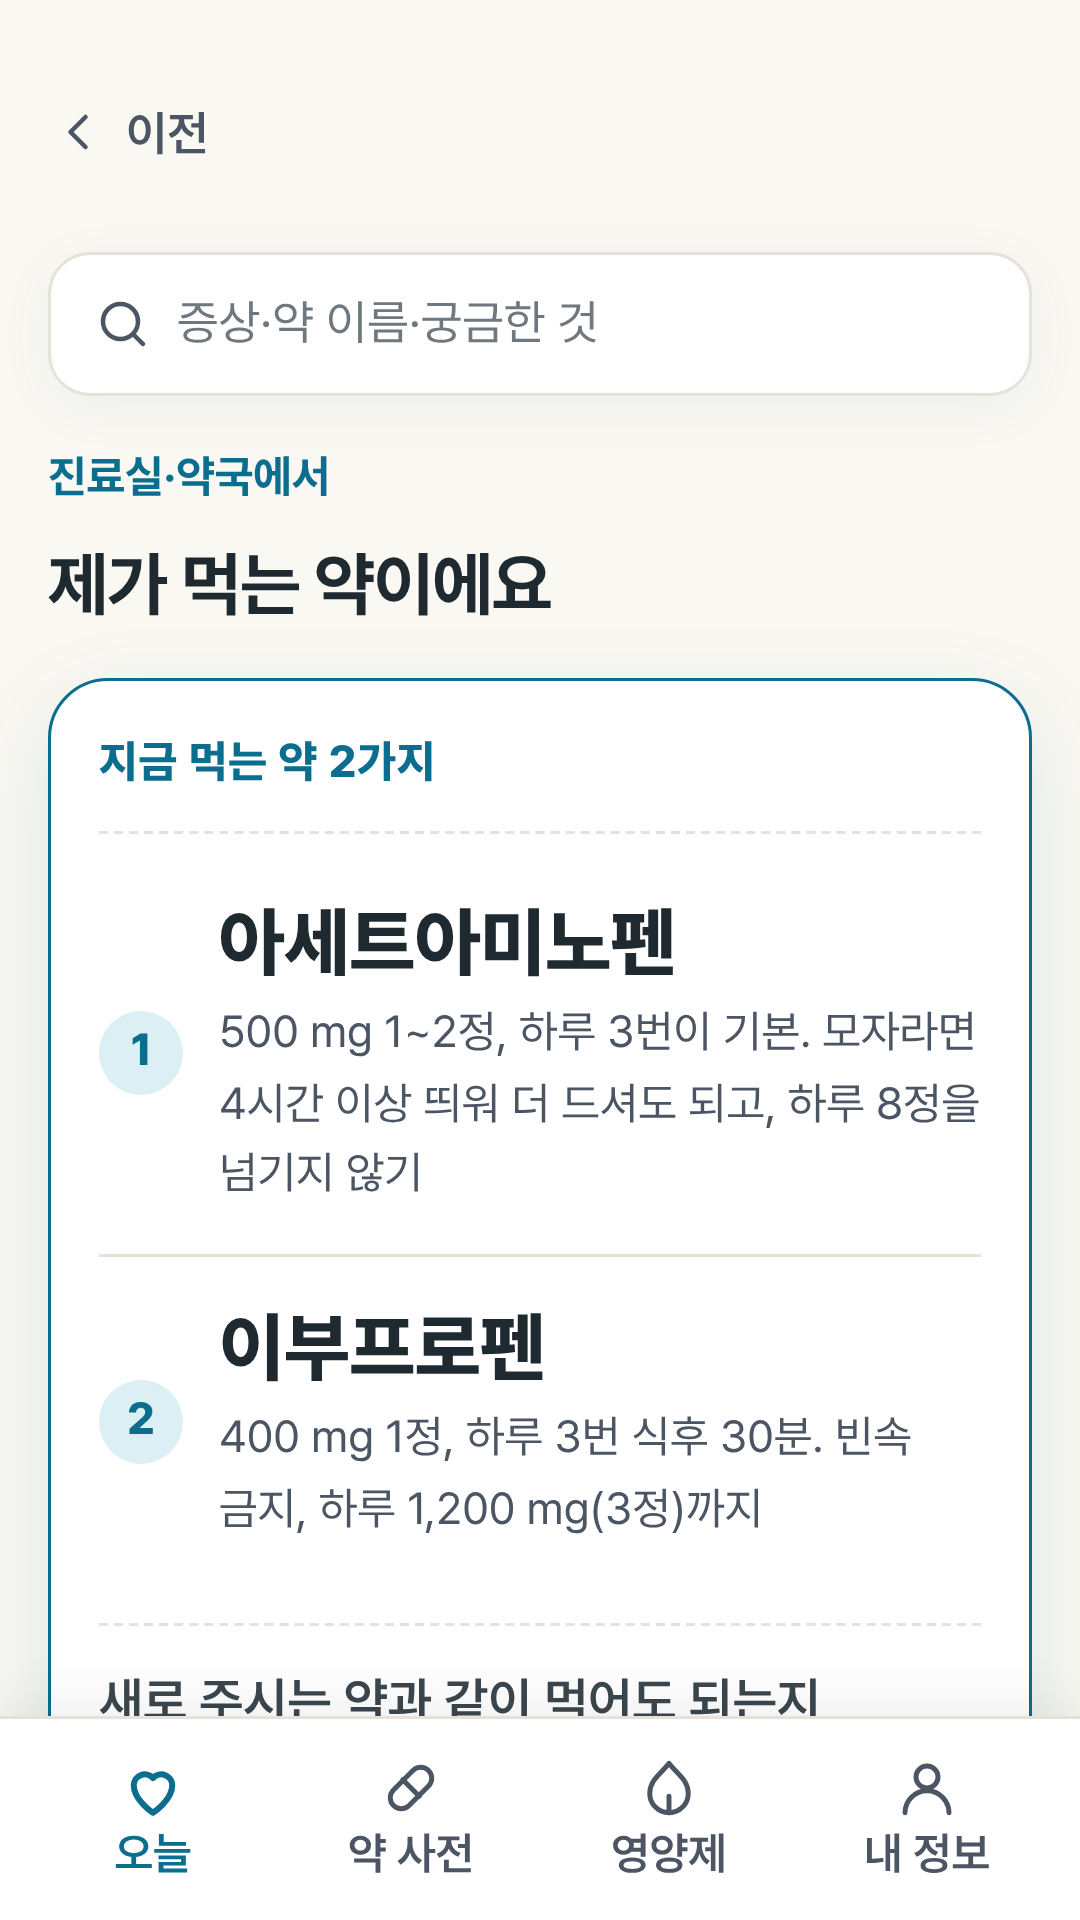 이전
증상·약 이름·궁금한 것
진료실·약국에서
제가 먹는 약이에요
지금 먹는 약 2가지
아세트아미노펜
1
500 mg 1~2정, 하루 3번이 기본. 모자라면
4시간 이상 띄워 더 드셔도 되고, 하루 8정을
넘기지 않기
이부프로펜
2
400 mg 1정, 하루 3번 식후 30분. 빈속
금지, 하루 1,200 mg(3정)까지
새로 주시는 약과 같이 먹어도 되는지
오늘
약 사전
영양제
내 정보